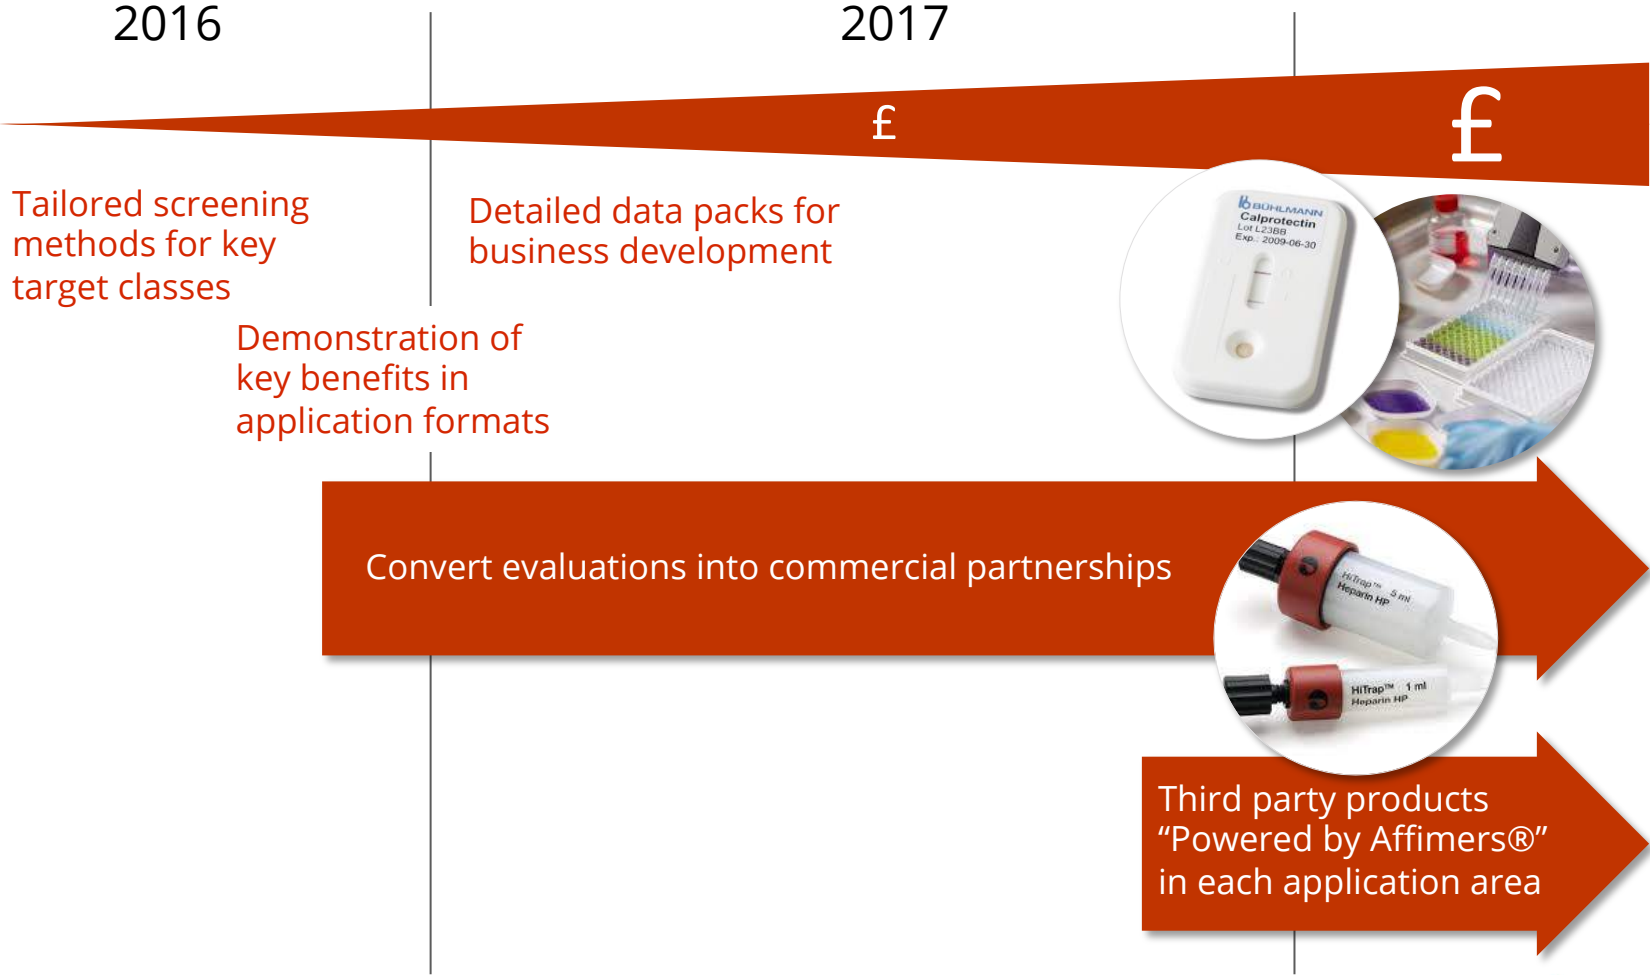 2016
2017
£
£
Tailored screening
methods for key
target classes
Detailed data packs for
business development
Demonstration of
key benefits in
application formats
BÜHLMANN
Calprotectin
Lot L23BB
Exp.: 2009-06-30
Convert evaluations into commercial partnerships
HiTrap™ 5 ml
Heparin HP
HiTrap™ 1 ml
Heparin HP
Third party products
“Powered by Affimers®”
in each application area